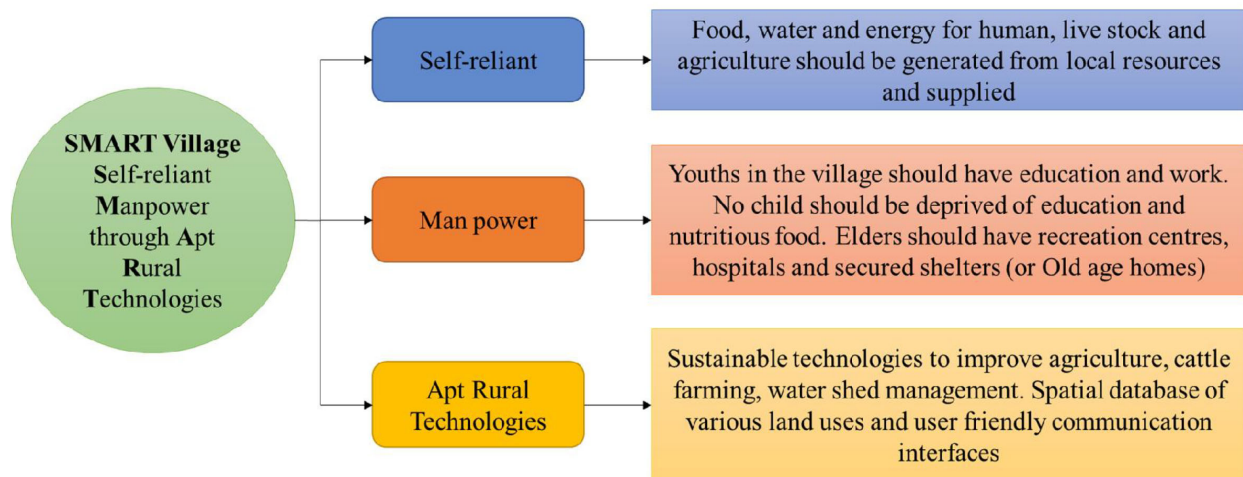 SMART Village
Self-reliant
Manpower
through Apt
Rural
Technologies
Self-reliant
Food, water and energy for human, live stock and
agriculture should be generated from local resources
and supplied
Man power
Youths in the village should have education and work.
No child should be deprived of education and
nutritious food. Elders should have recreation centres,
hospitals and secured shelters (or Old age homes)
Apt Rural
Technologies
Sustainable technologies to improve agriculture, cattle
farming, water shed management. Spatial database of
various land uses and user friendly communication
interfaces